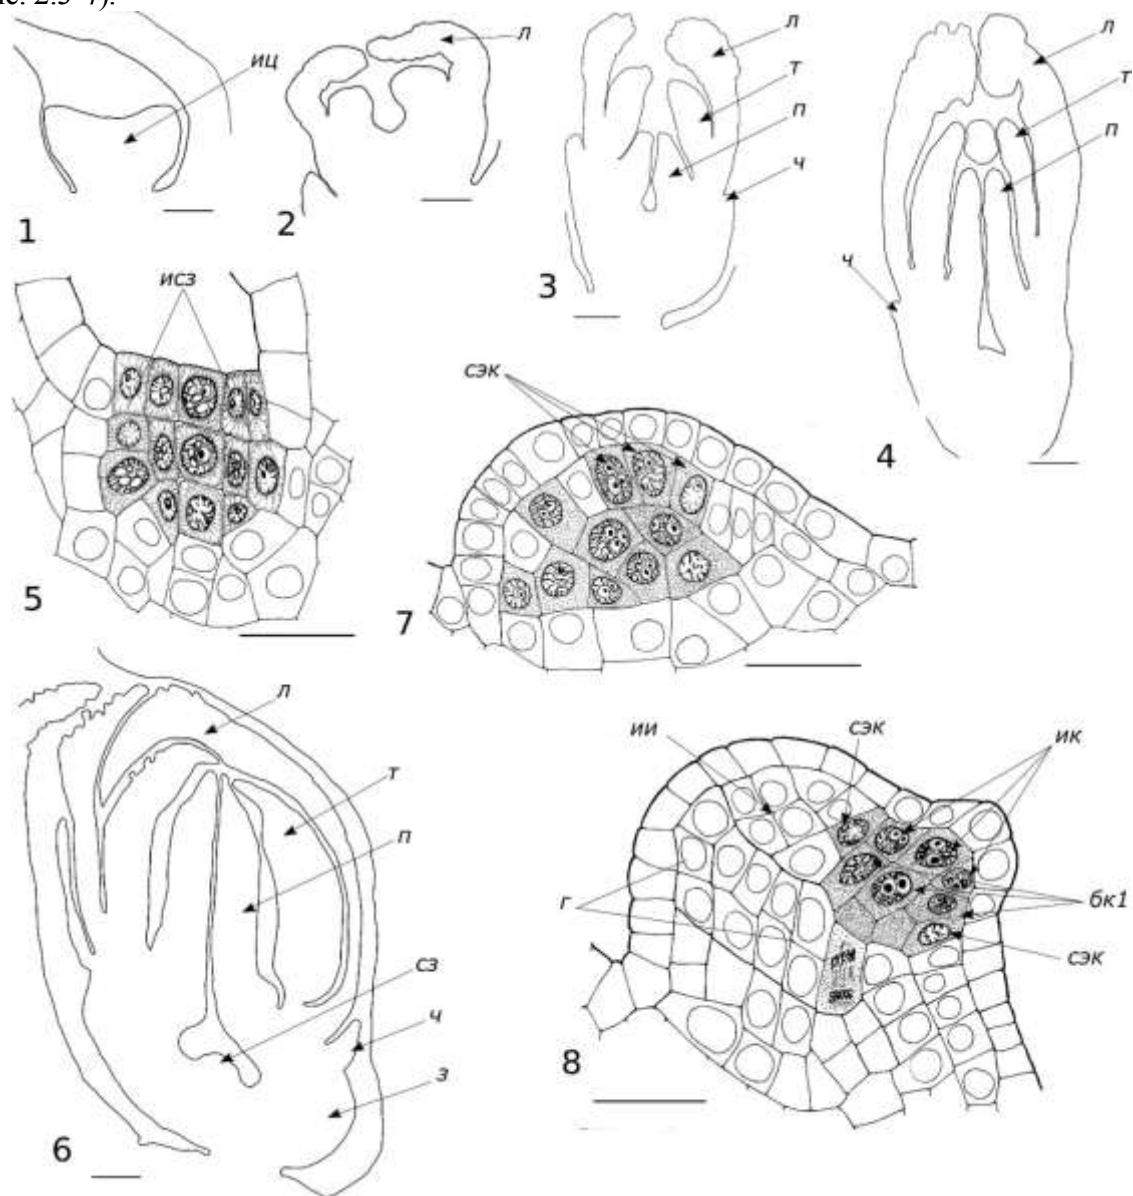 ис. 2.3-7).
иц
л
1
2
л
т
п
ч
3
л
т
п
ч
4
исз
5
сэк
7
л
т
п
сз
ч
з
6
ии
сэк
ик
г
бк1
сэк
8